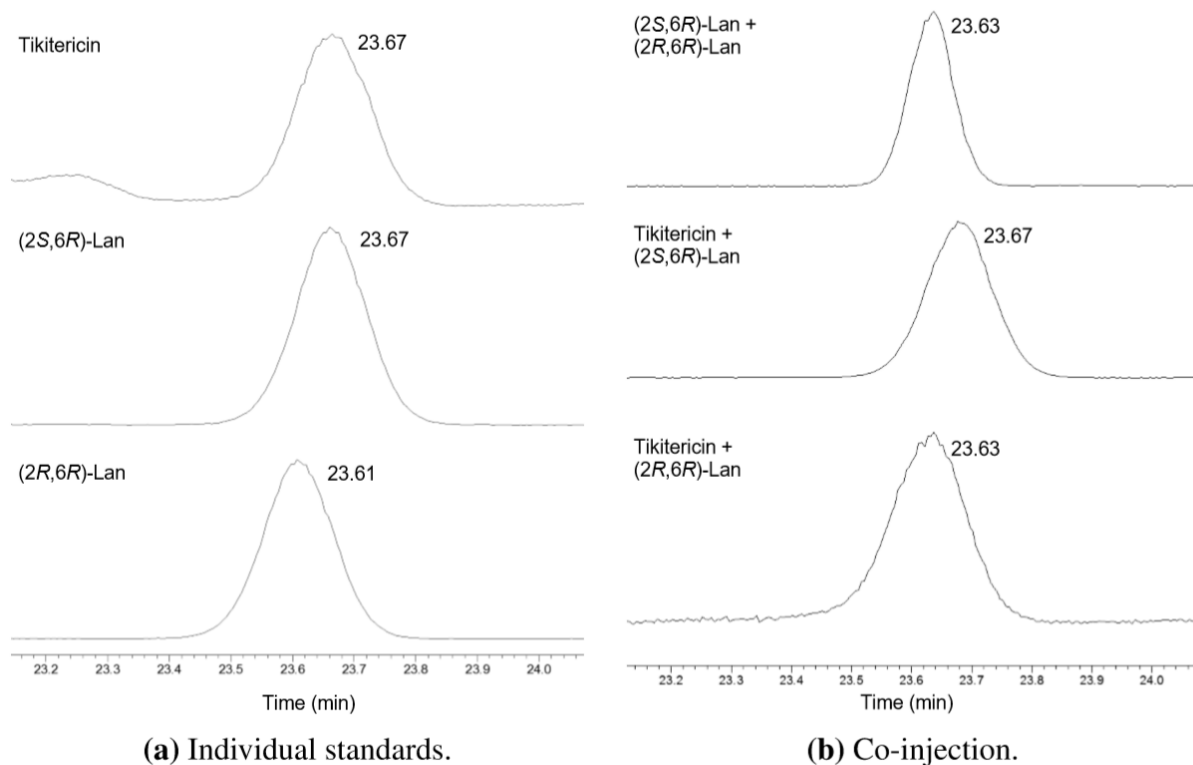 Tikitericin
23.67
(2S,6R)-Lan
23.67
(2R,6R)-Lan
23.61
23.2 23.3 23.4 23.5 23.6 23.7 23.8 23.9 24.0
Time (min)
(a) Individual standards.
(2S,6R)-Lan +
(2R,6R)-Lan
23.63
Tikitericin +
(2S,6R)-Lan
23.67
Tikitericin +
(2R,6R)-Lan
23.63
23.2 23.3 23.4 23.5 23.6 23.7 23.8 23.9 24.0
Time (min)
(b) Co-injection.